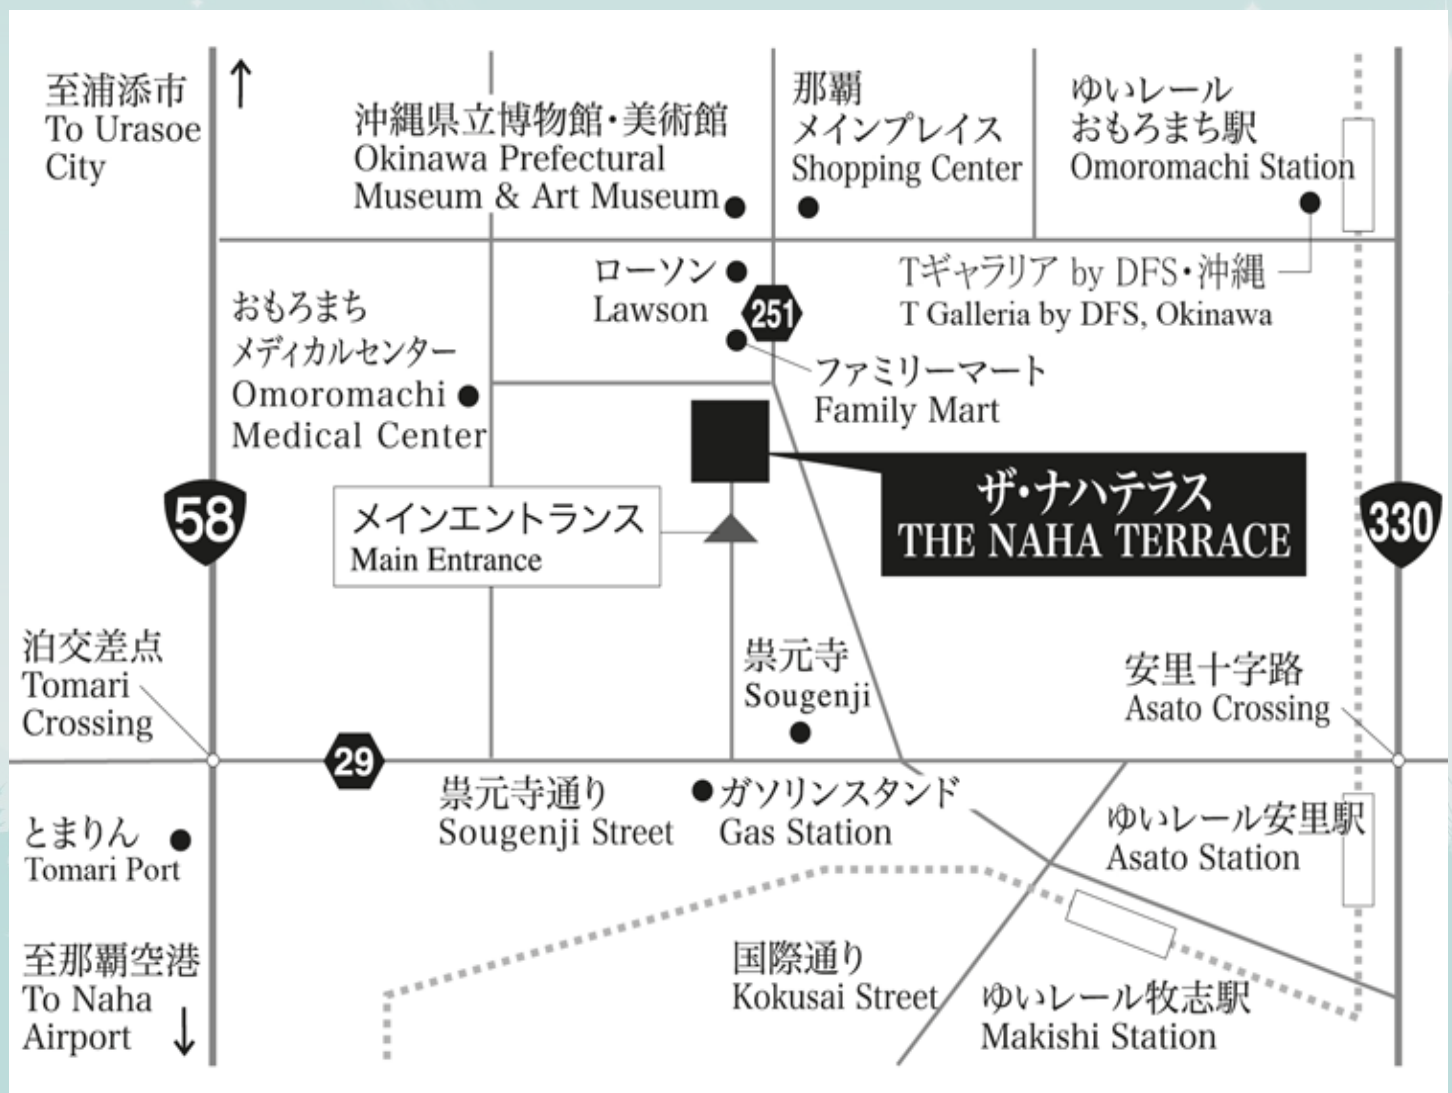 至浦添市
To Urasoe
City
沖縄県立博物館・美術館
Okinawa Prefectural
Museum & Art Museum
那覇
メインプレイス
Shopping Center
ゆいレール
おもろまち駅
Omoromachi Station
ローソン
Lawson
251
Tギャラリア by DFS・沖縄
T Galleria by DFS, Okinawa
おもろまち
メディカルセンター
Omoromachi
Medical Center
ファミリーマート
Family Mart
58
メインエントランス
Main Entrance
ザ・ナハテラス
THE NAHA TERRACE
330
泊交差点
Tomari
Crossing
祟元寺
Sougenji
安里十字路
Asato Crossing
29
祟元寺通り
Sougenji Street
ガソリンスタンド
Gas Station
とまりん
Tomari Port
ゆいレール安里駅
Asato Station
至那覇空港
To Naha
Airport
国際通り
Kokusai Street
ゆいレール牧志駅
Makishi Station